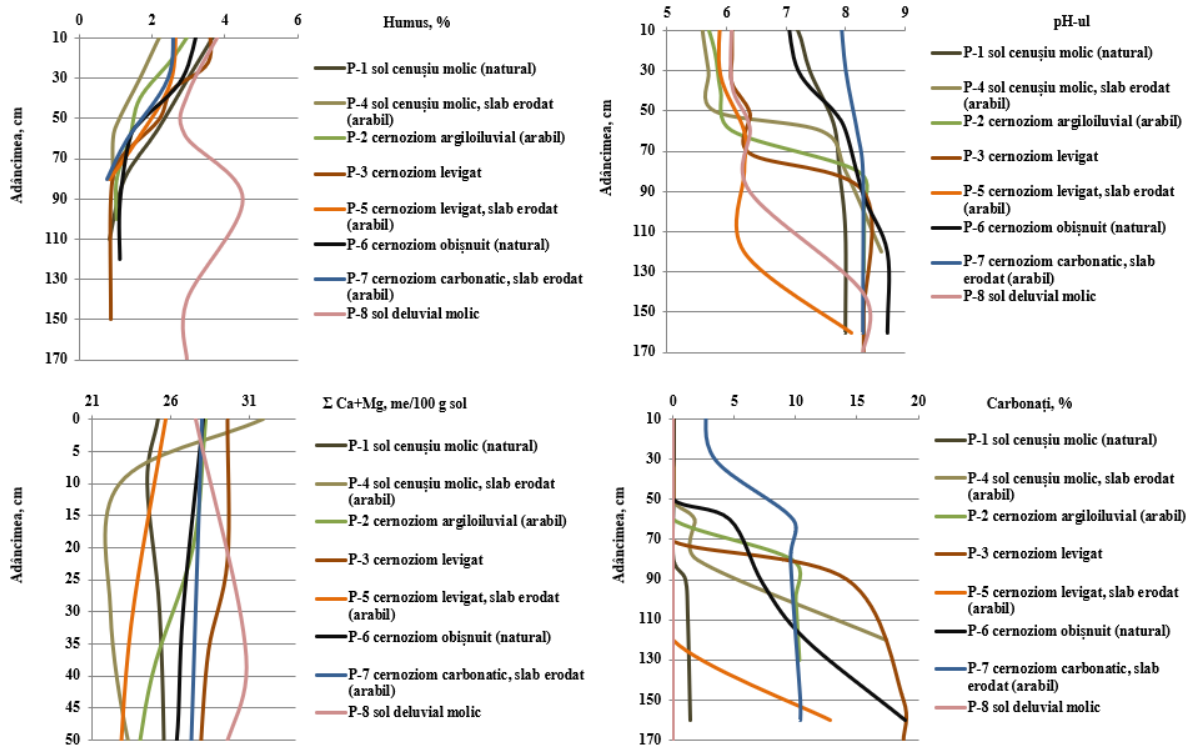 0 2 4 6
Humus, %
Adâncimea, cm
10
30
50
70
90
110
130
150
170
P-1 sol cenușiu molic (natural)
P-4 sol cenușiu molic, slab erodat
(arabil)
P-2 cernoziom argiloiluvial (arabil)
P-3 cernoziom levigat
P-5 cernoziom levigat, slab erodat
(arabil)
P-6 cernoziom obișnuit (natural)
P-7 cernoziom carbonatic, slab erodat
(arabil)
P-8 sol deluvial molic
5 6 7 8 9
pH-ul
Adâncimea, cm
10
30
50
70
90
110
130
150
170
P-1 sol cenușiu molic (natural)
P-4 sol cenușiu molic, slab erodat
(arabil)
P-2 cernoziom argiloiluvial (arabil)
P-3 cernoziom levigat
P-5 cernoziom levigat, slab erodat
(arabil)
P-6 cernoziom obișnuit (natural)
P-7 cernoziom carbonatic, slab
erodat (arabil)
P-8 sol deluvial molic
21 26 31
Σ Ca+Mg, me/100 g sol
Adâncimea, cm
0
5
10
15
20
25
30
35
40
45
50
P-1 sol cenușiu molic (natural)
P-4 sol cenușiu molic, slab erodat
(arabil)
P-2 cernoziom argiloiluvial (arabil)
P-3 cernoziom levigat
P-5 cernoziom levigat, slab erodat
(arabil)
P-6 cernoziom obișnuit (natural)
P-7 cernoziom carbonatic, slab erodat
(arabil)
P-8 sol deluvial molic
0 5 10 15 20
Carbonați, %
Adâncimea, cm
10
30
50
70
90
110
130
150
170
P-1 sol cenușiu molic (natural)
P-4 sol cenușiu molic, slab erodat
(arabil)
P-2 cernoziom argiloiluvial (arabil)
P-3 cernoziom levigat
P-5 cernoziom levigat, slab erodat
(arabil)
P-6 cernoziom obișnuit (natural)
P-7 cernoziom carbonatic, slab
erodat (arabil)
P-8 sol deluvial molic